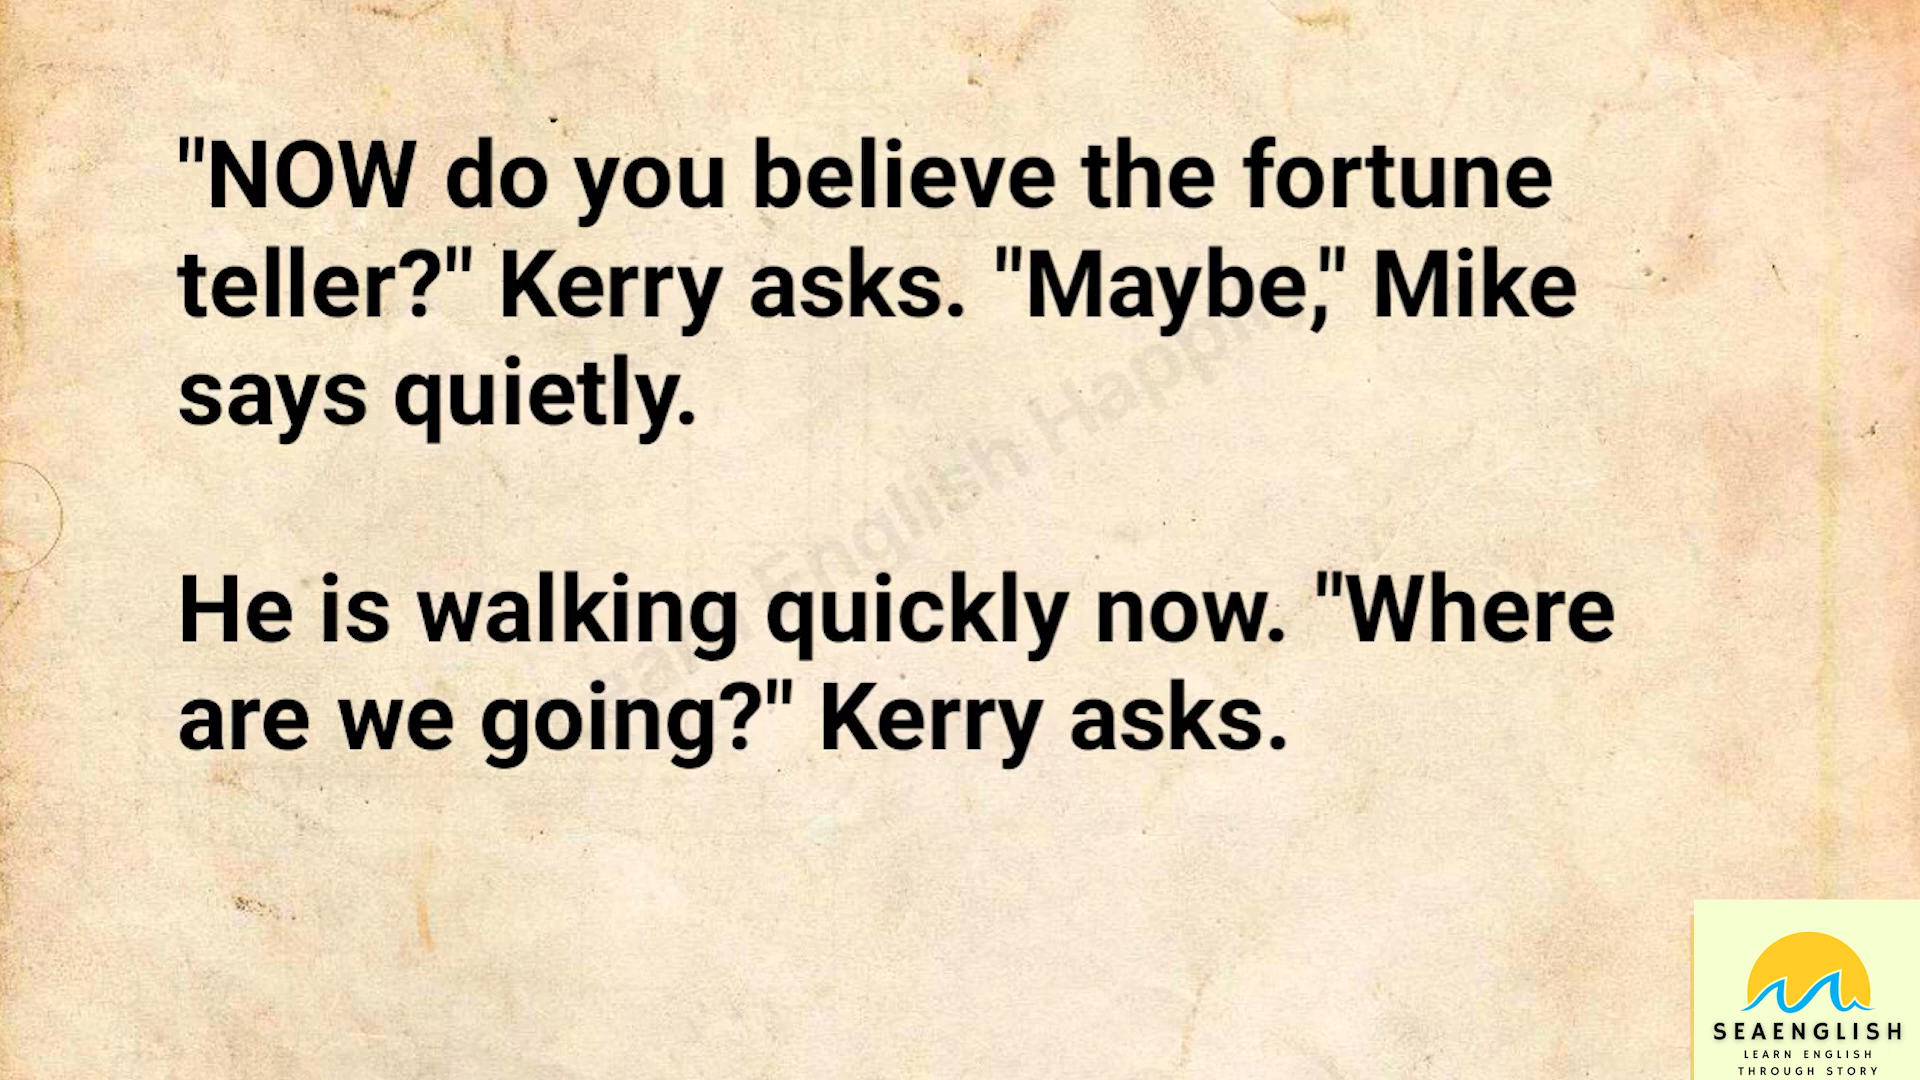 "NOW do you believe the fortune
teller?" Kerry asks. "Maybe," Mike
says quietly.
He is walking quickly now. "Where
are we going?" Kerry asks.
English
SEAENGLISH
LEARN ENGLISH
THROUGH STORY